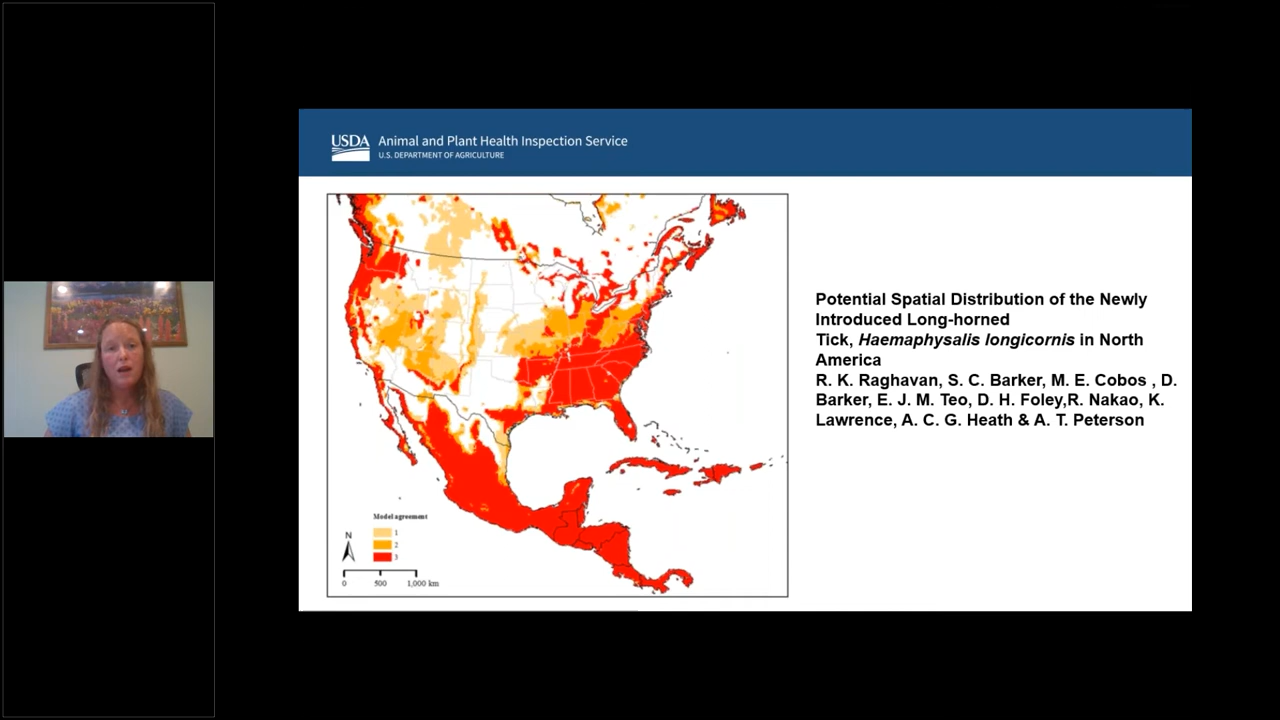 USDA
Animal and Plant Health Inspection Service
U.S. DEPARTMENT OF AGRICULTURE
Potential Spatial Distribution of the Newly
Introduced Long-horned
Tick, Haemaphysalis longicornis in North
America
R. K. Raghavan, S. C. Barker, M. E. Cobos , D.
Barker, E. J. M. Teo, D. H. Foley,R. Nakao, K.
Lawrence, A. C. G. Heath & A. T. Peterson
Model agreement
1
2
3
N
0 500 1,000 km